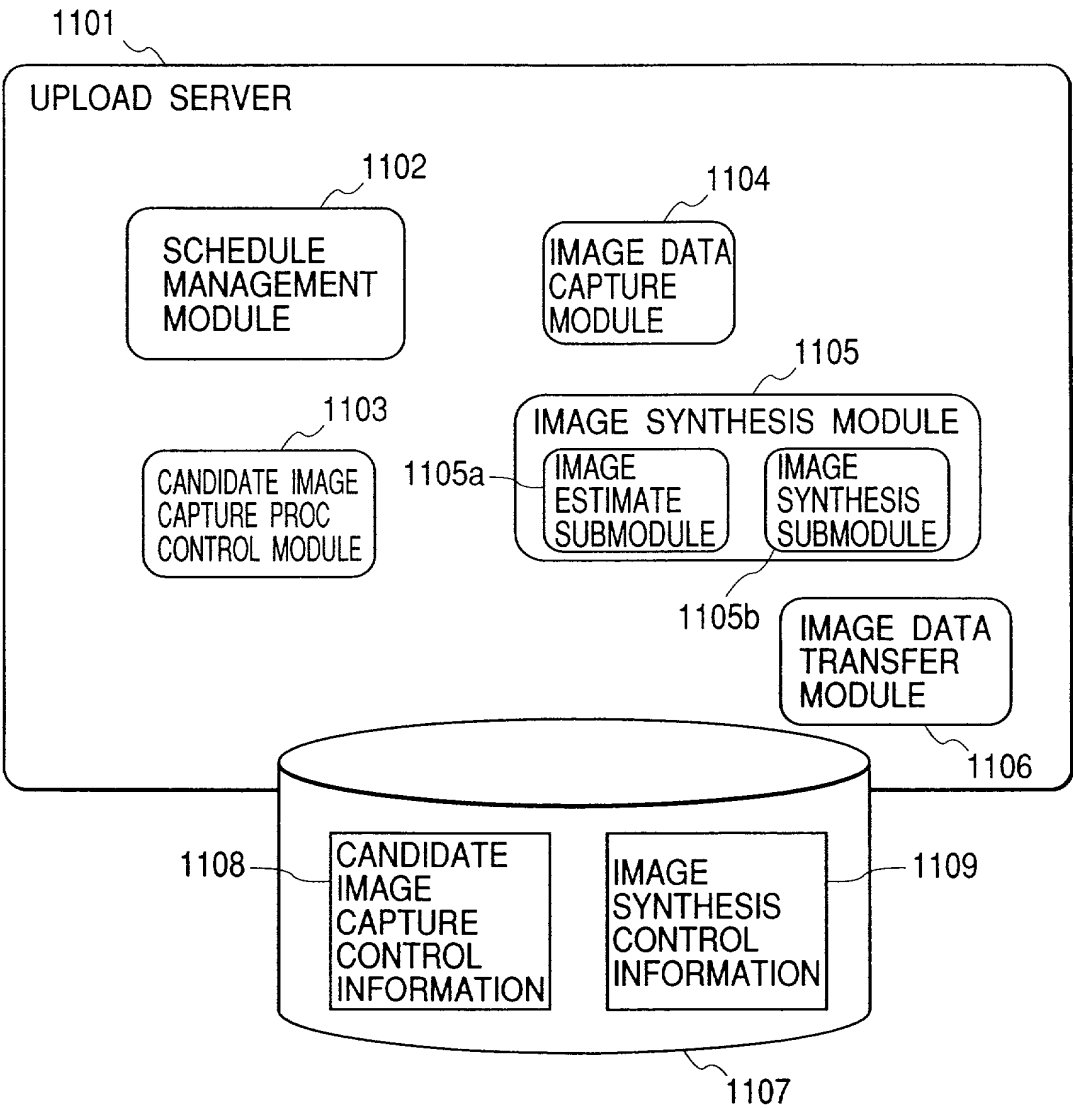 1101
UPLOAD SERVER
1102
SCHEDULE
MANAGEMENT
MODULE
1104
IMAGE DATA
CAPTURE
MODULE
1103
CANDIDATE IMAGE
CAPTURE PROC
CONTROL MODULE
1105
IMAGE SYNTHESIS MODULE
1105a
IMAGE
ESTIMATE
SUBMODULE
IMAGE
SYNTHESIS
SUBMODULE
1105b
IMAGE DATA
TRANSFER
MODULE
1106
1108
CANDIDATE
IMAGE
CAPTURE
CONTROL
INFORMATION
IMAGE
SYNTHESIS
CONTROL
INFORMATION
1109
1107